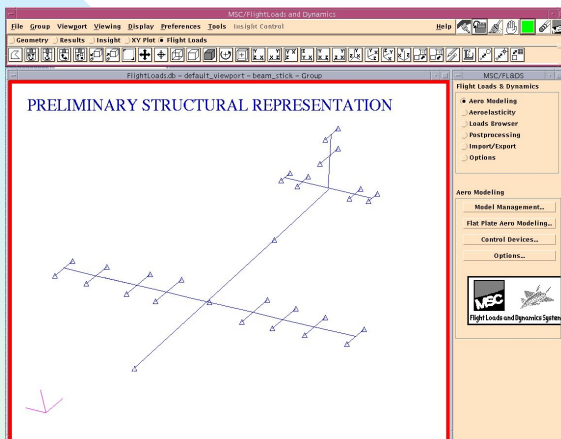 MSC/FlightLoads and Dynamics
File Group Viewport Viewing Display Preferences Tools Insight Control Help
Geometry Results Insight XY Plot Flight Loads
FlightLoads.db - default_viewport - beam_stick - Group
MSC/FL&DS
Flight Loads & Dynamics
PRELIMINARY STRUCTURAL REPRESENTATION
Aero Modeling
Aeroelasticity
Loads Browser
Postprocessing
Import/Export
Options
Aero Modeling
Model Management...
Flat Plate Aero Modeling...
Control Devices...
Options...
MSC
Flight Loads and Dynamics System